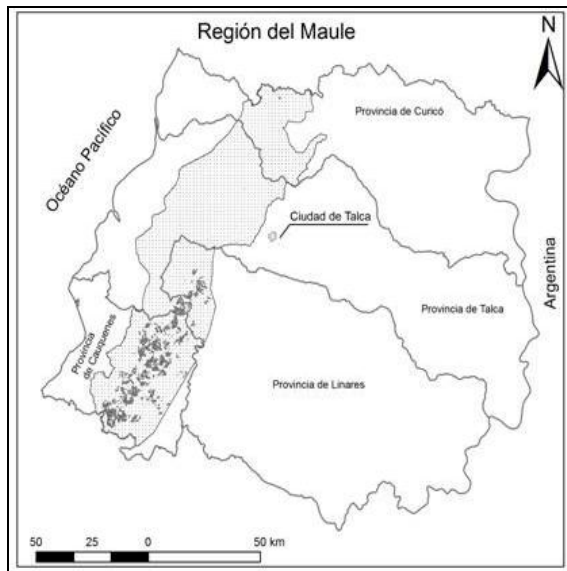 Región del Maule
N
Océano Pacífico
Provincia de Curicó
Ciudad de Talca
Argentina
Provincia de Talca
Provincia
de Cauquenes
Provincia de Linares
50 25 0 50 km